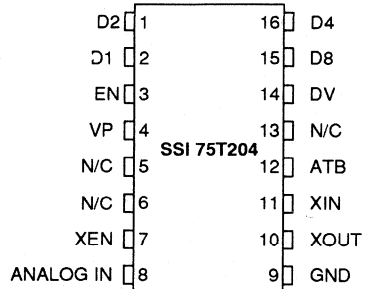 D2 1 16 D4
D1 2 15 D8
EN 3 14 DV
VP 4 13 N/C
SSI 75T204
N/C 5 12 ATB
N/C 6 11 XIN
XEN 7 10 XOUT
ANALOG IN 8 9 GND